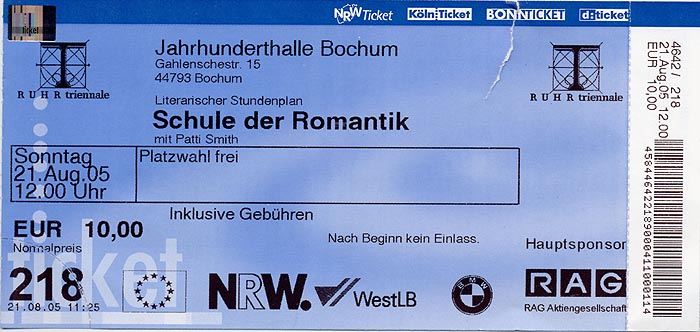 NRW Ticket KölnTicket BONNTICKET d:ticket
RUHR triennale
Jahrhunderthalle Bochum
Gahlenschestr. 15
44793 Bochum
RUHR triennale
Literarischer Stundenplan
Schule der Romantik
mit Patti Smith
Sonntag
21.Aug.05
12.00 Uhr
Platzwahl frei
Inklusive Gebühren
EUR 10,00
Normalpreis
Nach Beginn kein Einlass.
Hauptsponsor
ticket
218
21.08.05 11:25
NRW.
WestLB
BMW
RAG
RAG Aktiengesellschaft
4642/ 218
21.Aug.05 12.00
EUR 10,00
4584464221890000411000114